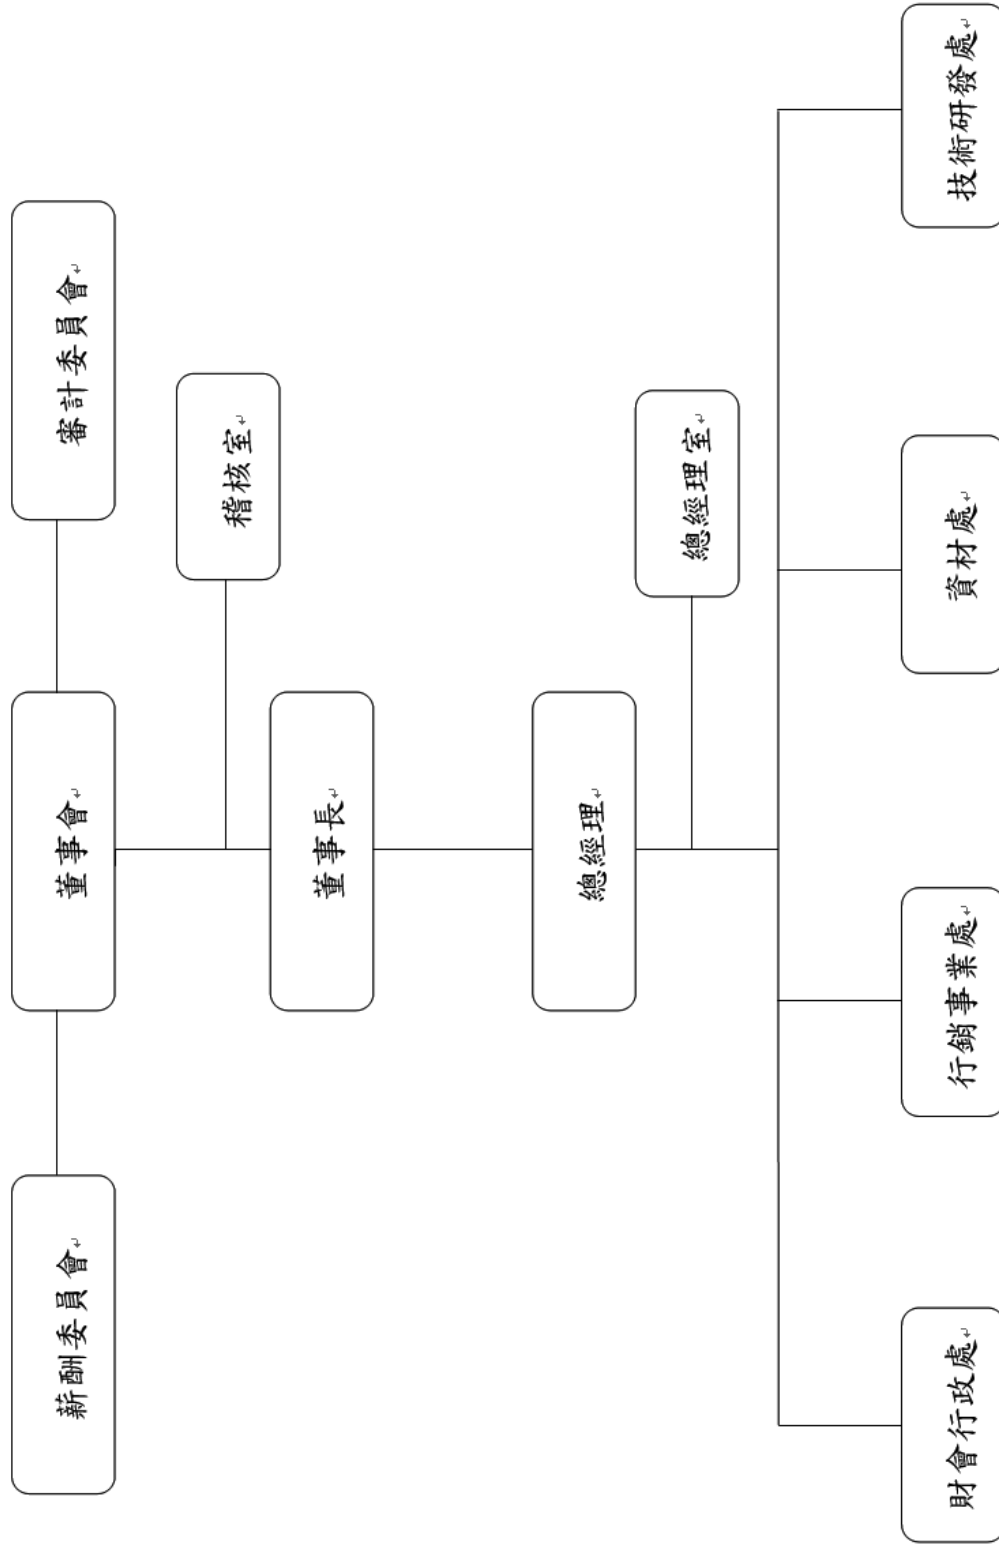 薪酬委員會
董事會
審計委員會
稽核室
董事長
總經理
總經理室
財會行政處
行銷事業處
資材處
技術研發處